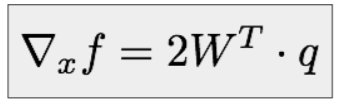 ∇ₓf = 2Wᵀ · q